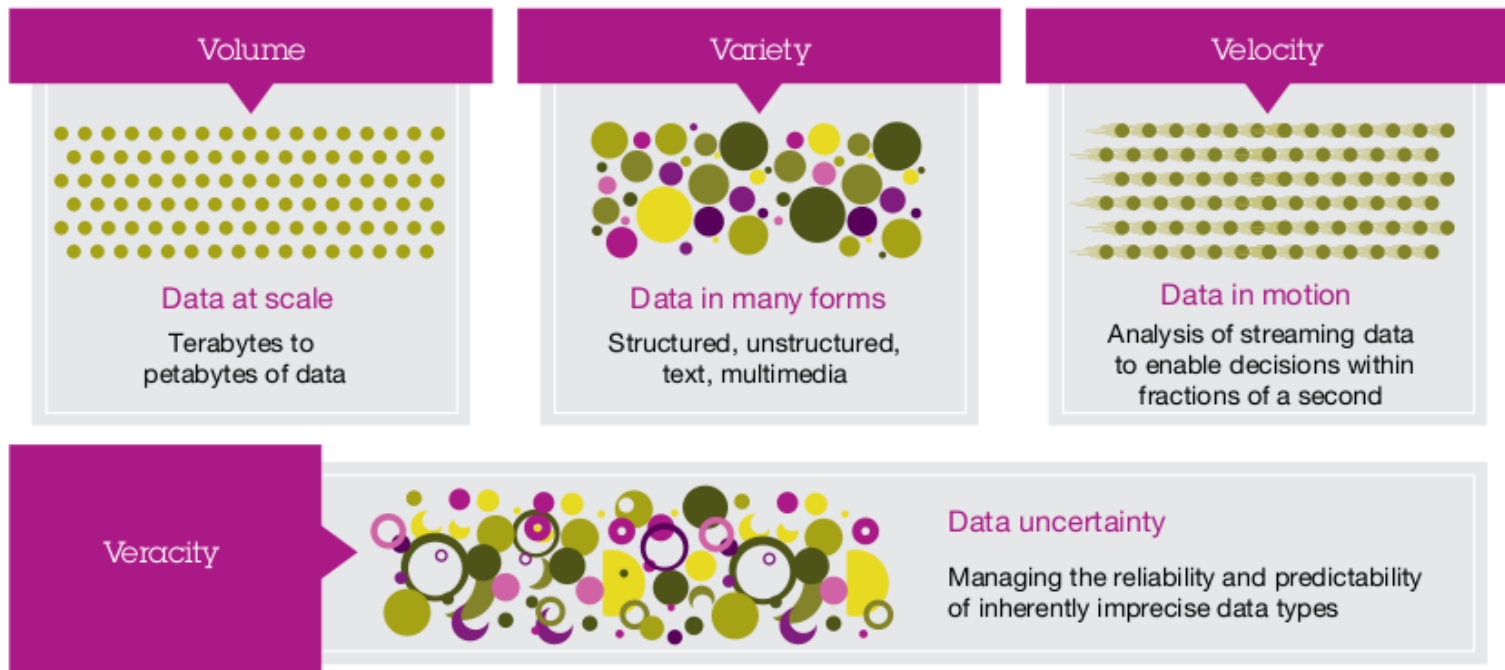 Volume
Data at scale
Terabytes to
petabytes of data
Variety
Data in many forms
Structured, unstructured,
text, multimedia
Velocity
Data in motion
Analysis of streaming data
to enable decisions within
fractions of a second
Veracity
Data uncertainty
Managing the reliability and predictability
of inherently imprecise data types